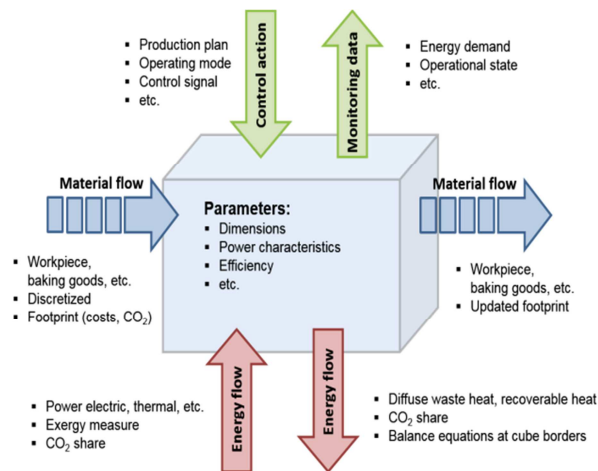 ▪ Production plan
▪ Operating mode
▪ Control signal
▪ etc.
Control action
Monitoring data
▪ Energy demand
▪ Operational state
▪ etc.
Material flow
▪ Workpiece,
baking goods, etc.
▪ Discretized
▪ Footprint (costs, CO₂)
Parameters:
▪ Dimensions
▪ Power characteristics
▪ Efficiency
▪ etc.
Material flow
▪ Workpiece,
baking goods, etc.
▪ Updated footprint
▪ Power electric, thermal, etc.
▪ Exergy measure
▪ CO₂ share
Energy flow
Energy flow
▪ Diffuse waste heat, recoverable heat
▪ CO₂ share
▪ Balance equations at cube borders